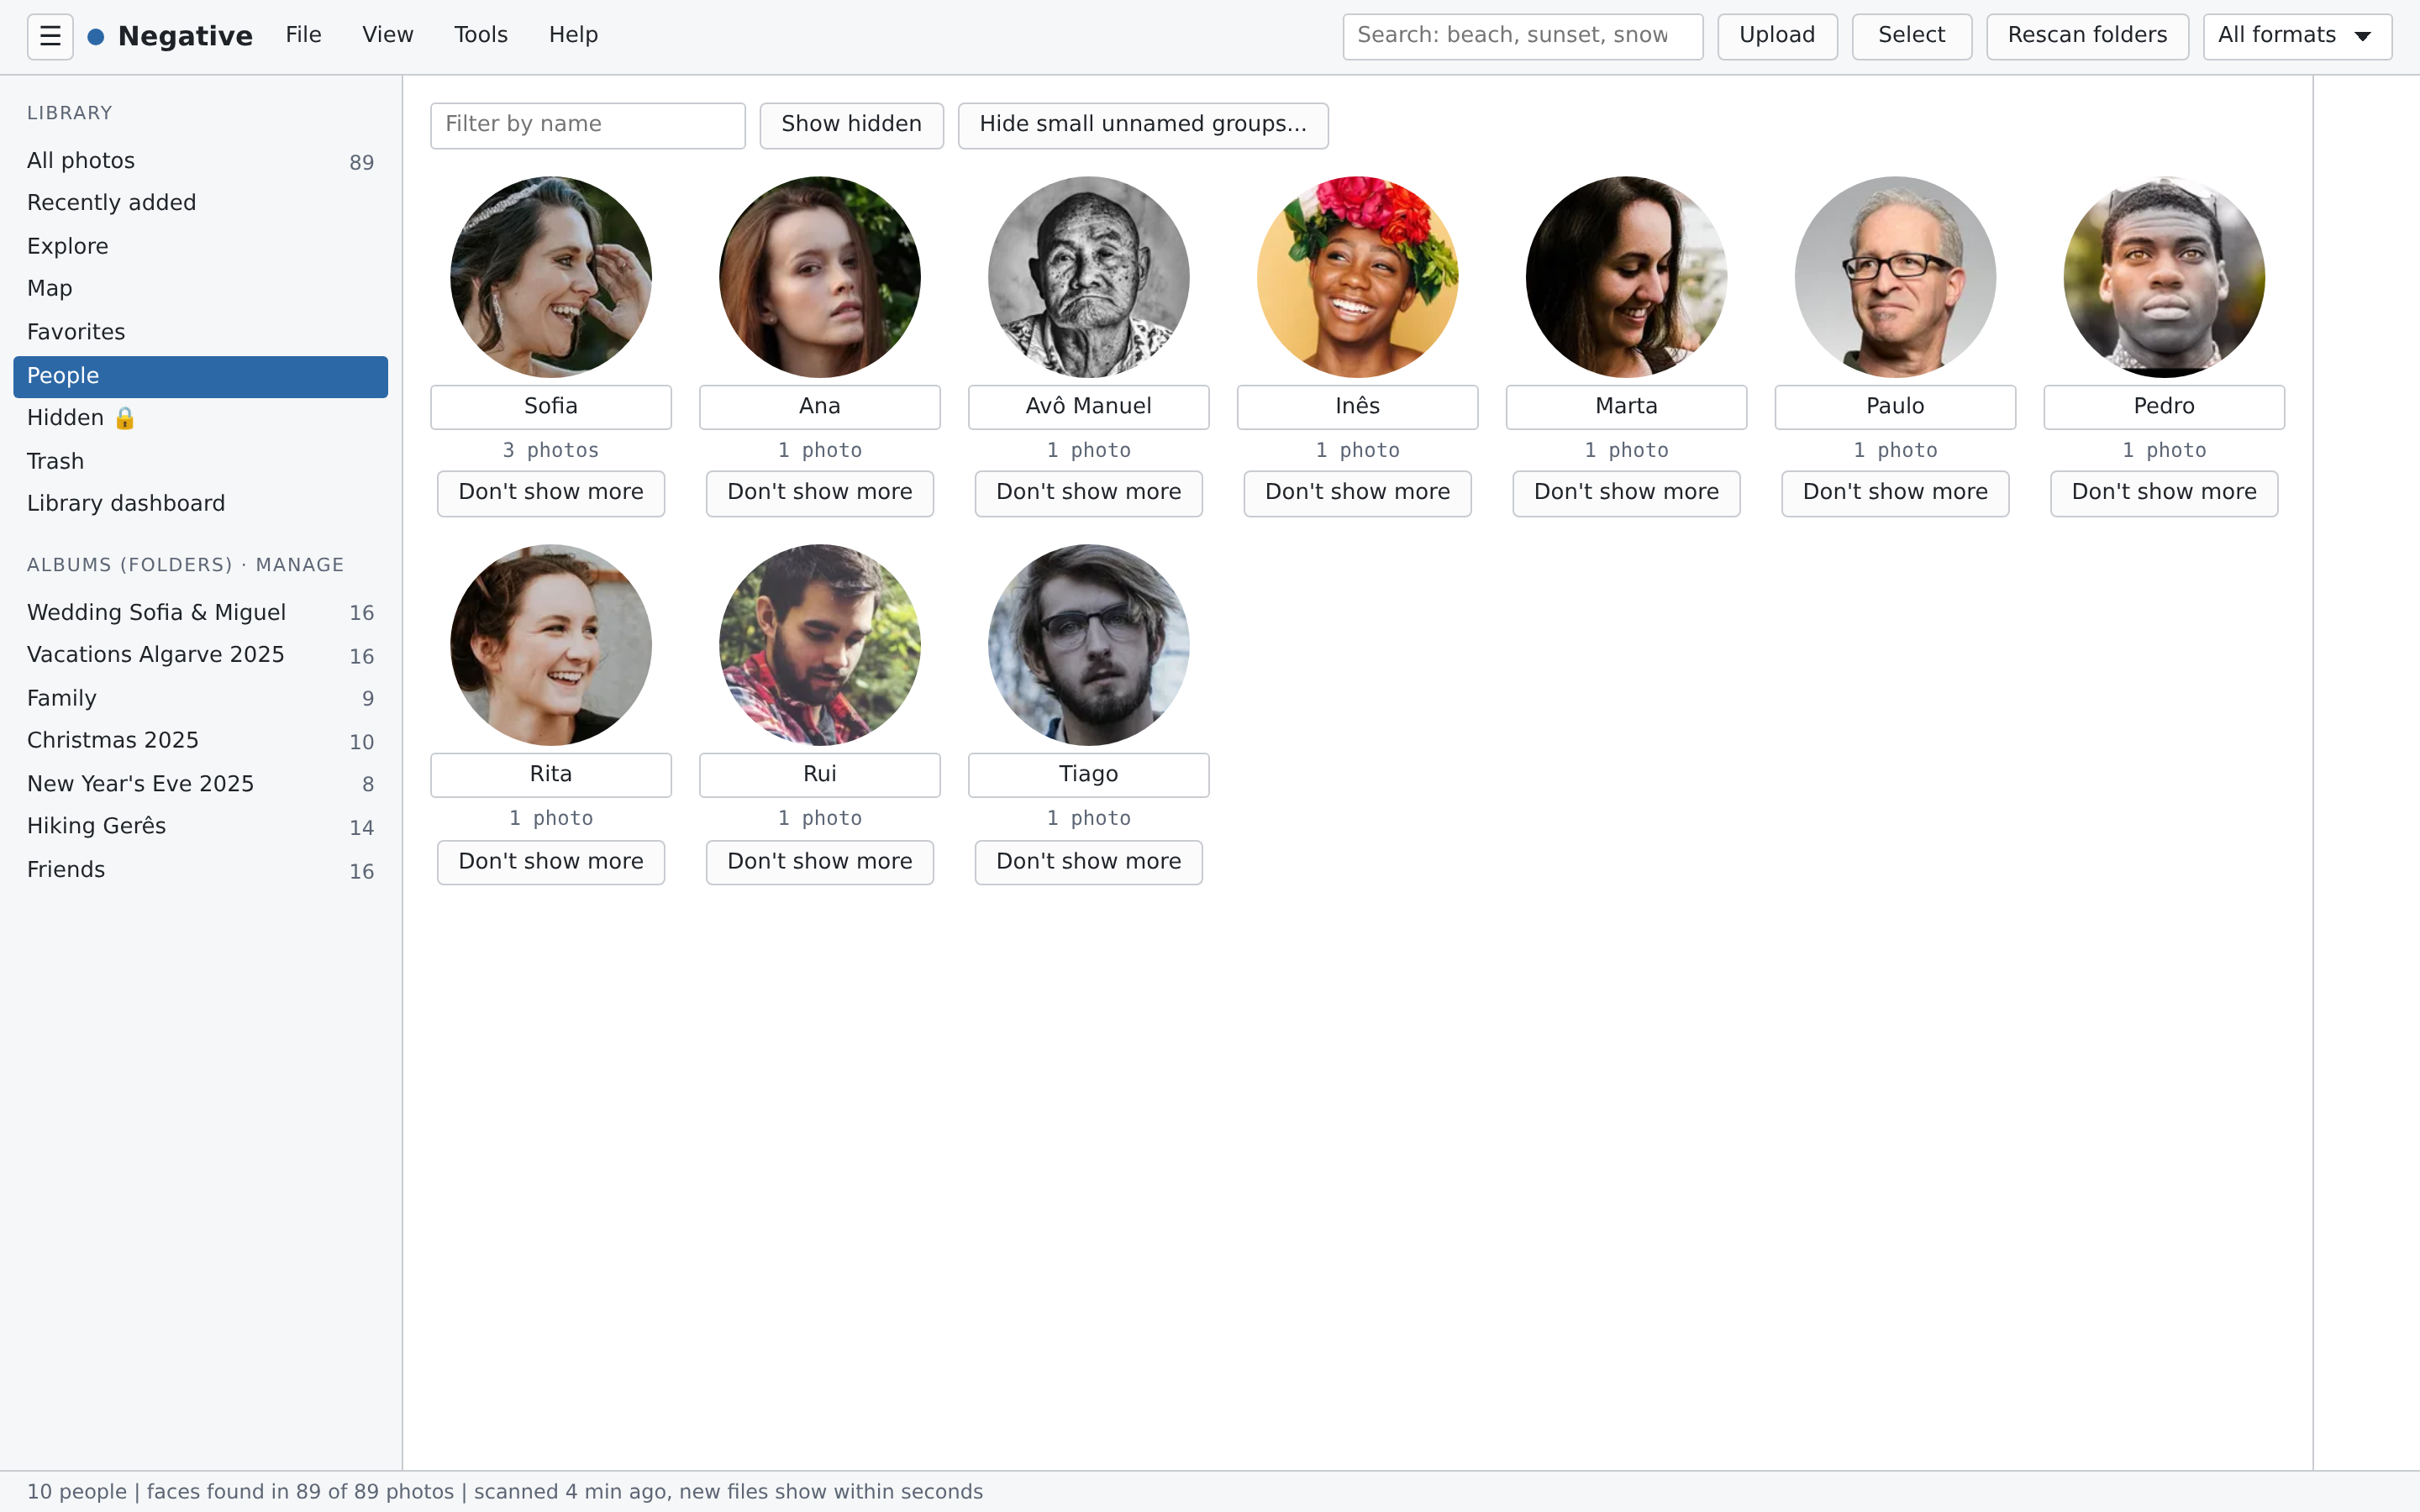 ☰ Negative File View Tools Help Search: beach, sunset, snow Upload Select Rescan folders All formats
LIBRARY
All photos 89
Recently added
Explore
Map
Favorites
People
Hidden 🔒
Trash
Library dashboard
ALBUMS (FOLDERS) · MANAGE
Wedding Sofia & Miguel 16
Vacations Algarve 2025 16
Family 9
Christmas 2025 10
New Year's Eve 2025 8
Hiking Gerês 14
Friends 16
Filter by name Show hidden Hide small unnamed groups...
Sofia Ana Avô Manuel Inês Marta Paulo Pedro
3 photos 1 photo 1 photo 1 photo 1 photo 1 photo 1 photo
Don't show more Don't show more Don't show more Don't show more Don't show more Don't show more Don't show more
Rita Rui Tiago
1 photo 1 photo 1 photo
Don't show more Don't show more Don't show more
10 people | faces found in 89 of 89 photos | scanned 4 min ago, new files show within seconds